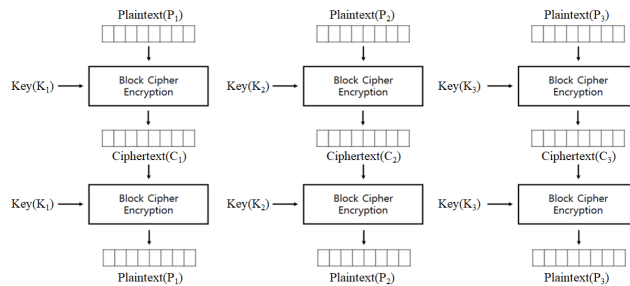 Plaintext(P₁) Plaintext(P₂) Plaintext(P₃)
Key(K₁) Block Cipher Encryption Key(K₂) Block Cipher Encryption Key(K₃) Block Cipher Encryption
Ciphertext(C₁) Ciphertext(C₂) Ciphertext(C₃)
Key(K₁) Block Cipher Encryption Key(K₂) Block Cipher Encryption Key(K₃) Block Cipher Encryption
Plaintext(P₁) Plaintext(P₂) Plaintext(P₃)